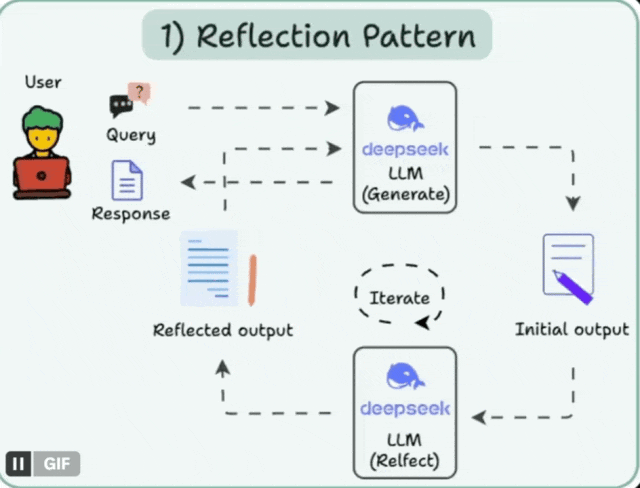 1) Reflection Pattern
User
?
Query
Response
deepseek
LLM
(Generate)
Reflected output
Iterate
Initial output
deepseek
LLM
(Relfect)
GIF